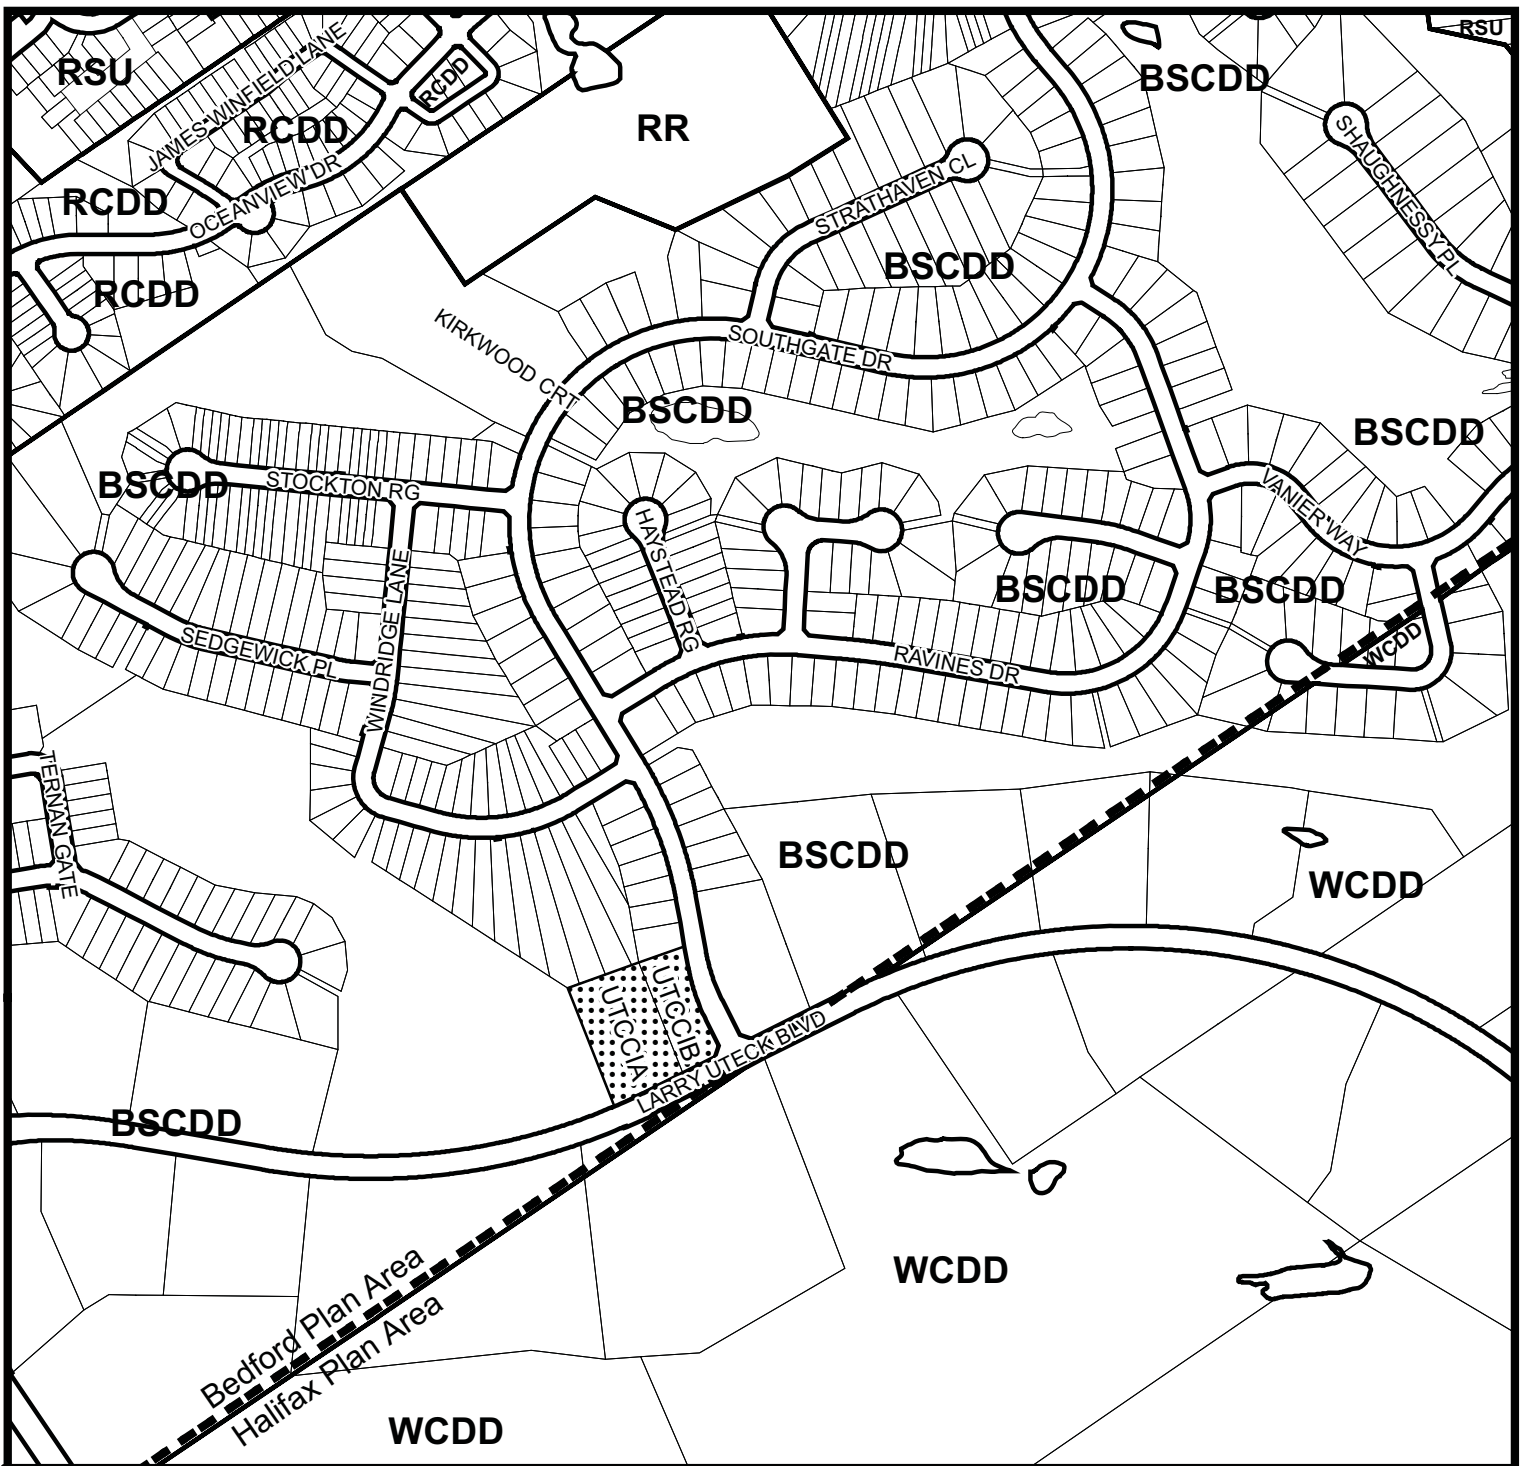 RSU
JAMES WINFIELD LANE
RCDD
RCDD
RR
BSCDD
RSU
SHAUGHNESSY PL
RCDD
OCEANVIEW DR
STRATHAVEN CL
BSCDD
RCDD
KIRKWOOD CRT
SOUTHGATE DR
BSCDD
BSCDD
BSCDD
STOCKTON RG
VANIER WAY
HAYSTEAD RG
BSCDD
BSCDD
WINDRIDGE LANE
SEDGEWICK PL
RAVINES DR
WCDD
TERNAN GATE
BSCDD
WCDD
UTCCIA
UTCCIB
LARRY UTECK BLVD
BSCDD
WCDD
Bedford Plan Area
Halifax Plan Area
WCDD